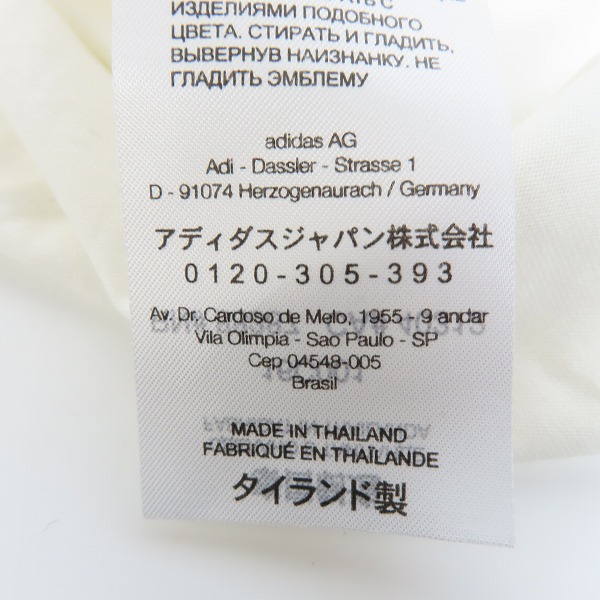 ИЗДЕЛИЯМИ ПОДОБНОГО
ЦВЕТА. СТИРАТЬ И ГЛАДИТЬ,
ВЫВЕРНУВ НАИЗНАНКУ. НЕ
ГЛАДИТЬ ЭМБЛЕМУ
adidas AG
Adi - Dassler - Strasse 1
D - 91074 Herzogenaurach / Germany
アディダスジャパン株式会社
0120-305-393
Av. Dr. Cardoso de Melo, 1955 - 9 andar
Vila Olimpia - Sao Paulo - SP
Cep 04548-005
Brasil
MADE IN THAILAND
FABRIQUÉ EN THAÏLANDE
タイランド製